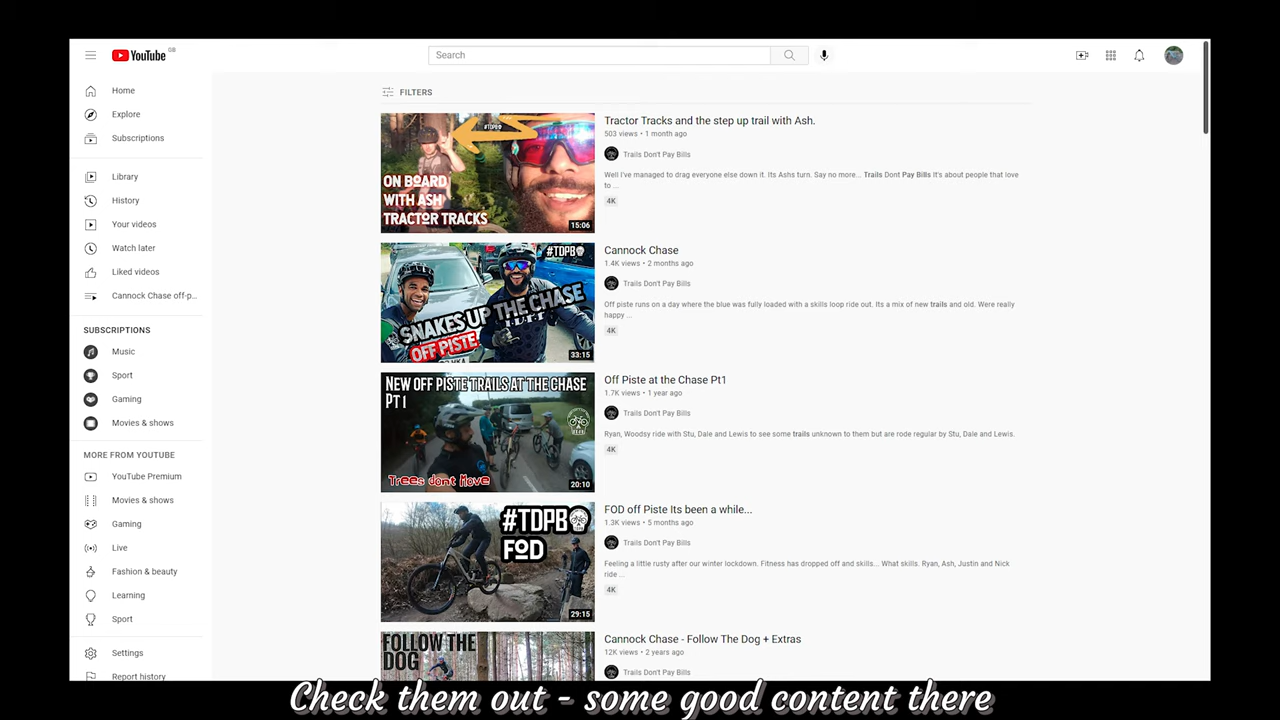 YouTube GB
Search
Home
Explore
Subscriptions
Library
History
Your videos
Watch later
Liked videos
Cannock Chase off-p...
SUBSCRIPTIONS
Music
Sport
Gaming
Movies & shows
MORE FROM YOUTUBE
YouTube Premium
Movies & shows
Gaming
Live
Fashion & beauty
Learning
Sport
Settings
Report history
FILTERS
#TDPB
ON BOARD
WITH ASH
TRACTOR TRACKS
15:06
Tractor Tracks and the step up trail with Ash.
503 views • 1 month ago
Trails Don't Pay Bills
Well I've managed to drag everyone else down it. Its Ashs turn. Say no more... Trails Dont Pay Bills It's about people that love
to ...
4K
#TDPB
SNAKES UP THE CHASE
OFF PISTE
33:15
Cannock Chase
1.4K views • 2 months ago
Trails Don't Pay Bills
Off piste runs on a day where the blue was fully loaded with a skills loop ride out. Its a mix of new trails and old. Were really
happy ...
4K
NEW OFF PISTE TRAILS AT THE CHASE
PT1
Trees dont Move
20:10
Off Piste at the Chase Pt1
1.7K views • 1 year ago
Trails Don't Pay Bills
Ryan, Woodsy ride with Stu, Dale and Lewis to see some trails unknown to them but are rode regular by Stu, Dale and Lewis.
4K
#TDPB
FOD
29:15
FOD off Piste Its been a while...
1.3K views • 5 months ago
Trails Don't Pay Bills
Feeling a little rusty after our winter lockdown. Fitness has dropped off and skills... What skills. Ryan, Ash, Justin and Nick
ride ...
4K
FOLLOW THE
DOG
Cannock Chase - Follow The Dog + Extras
12K views • 2 years ago
Trails Don't Pay Bills
Check them out - some good content there